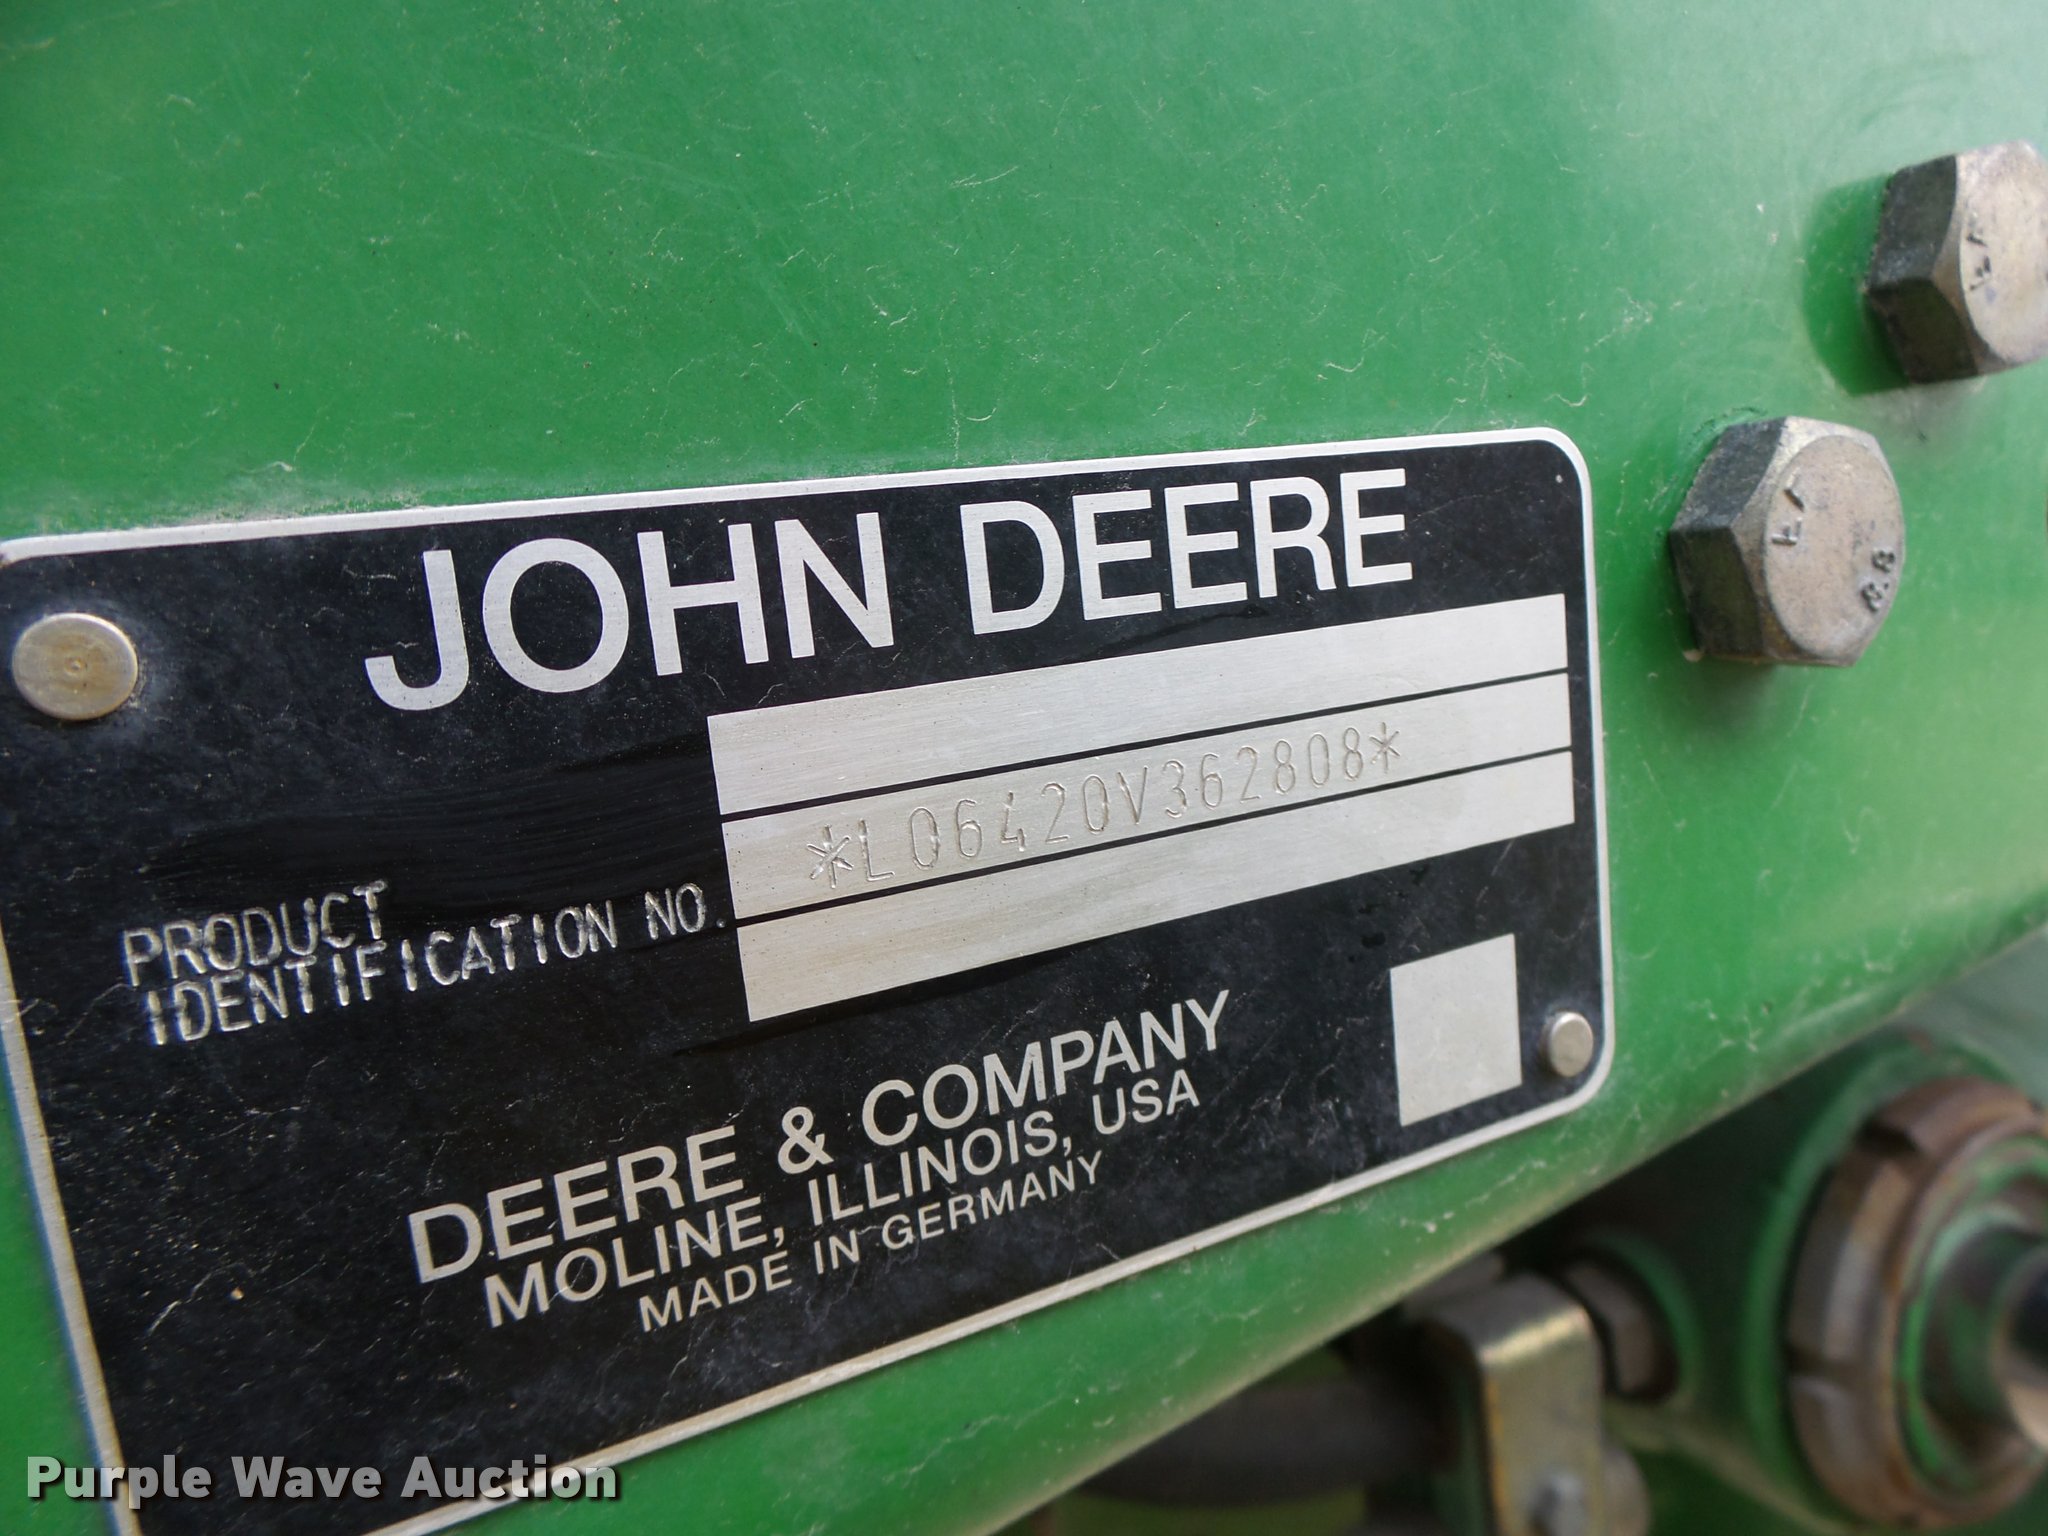 JOHN DEERE
*L06420V362808*
PRODUCT
IDENTIFICATION NO.
DEERE & COMPANY
MOLINE, ILLINOIS, USA
MADE IN GERMANY
Purple Wave Auction